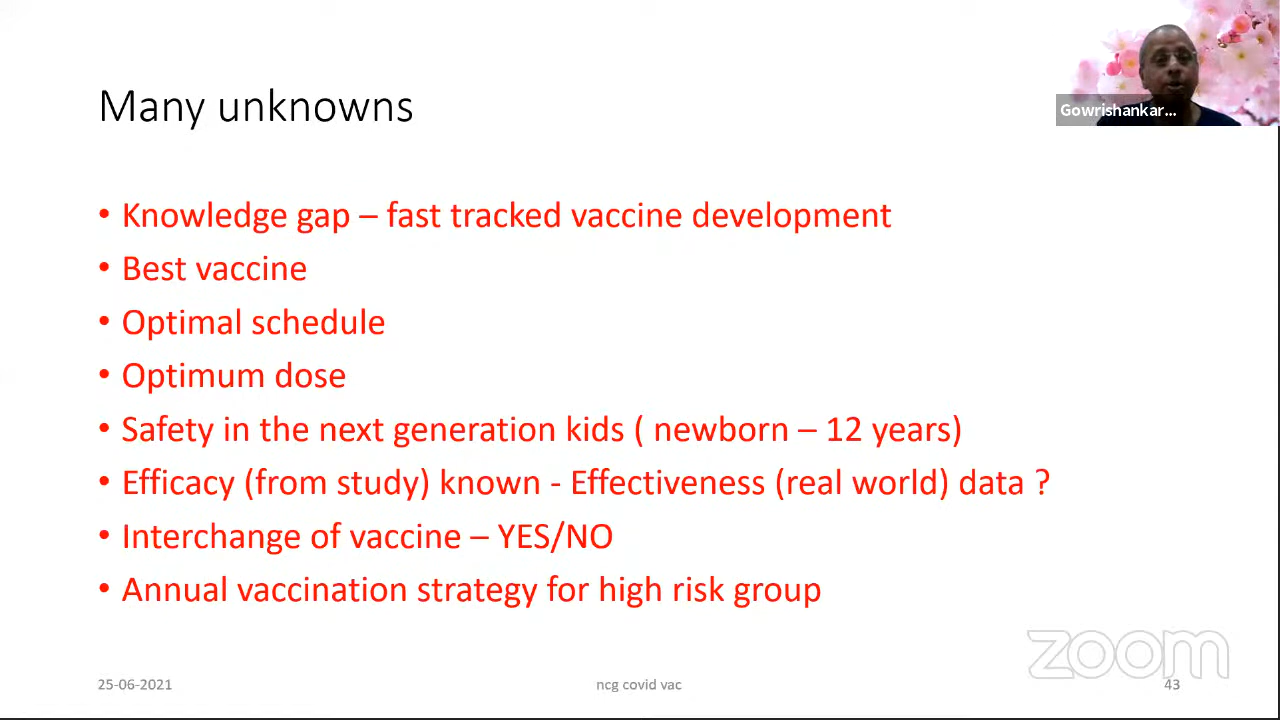 Many unknowns
Gowrishankar...
• Knowledge gap – fast tracked vaccine development
• Best vaccine
• Optimal schedule
• Optimum dose
• Safety in the next generation kids ( newborn – 12 years)
• Efficacy (from study) known - Effectiveness (real world) data ?
• Interchange of vaccine – YES/NO
• Annual vaccination strategy for high risk group
zoom
25-06-2021
ncg covid vac
43